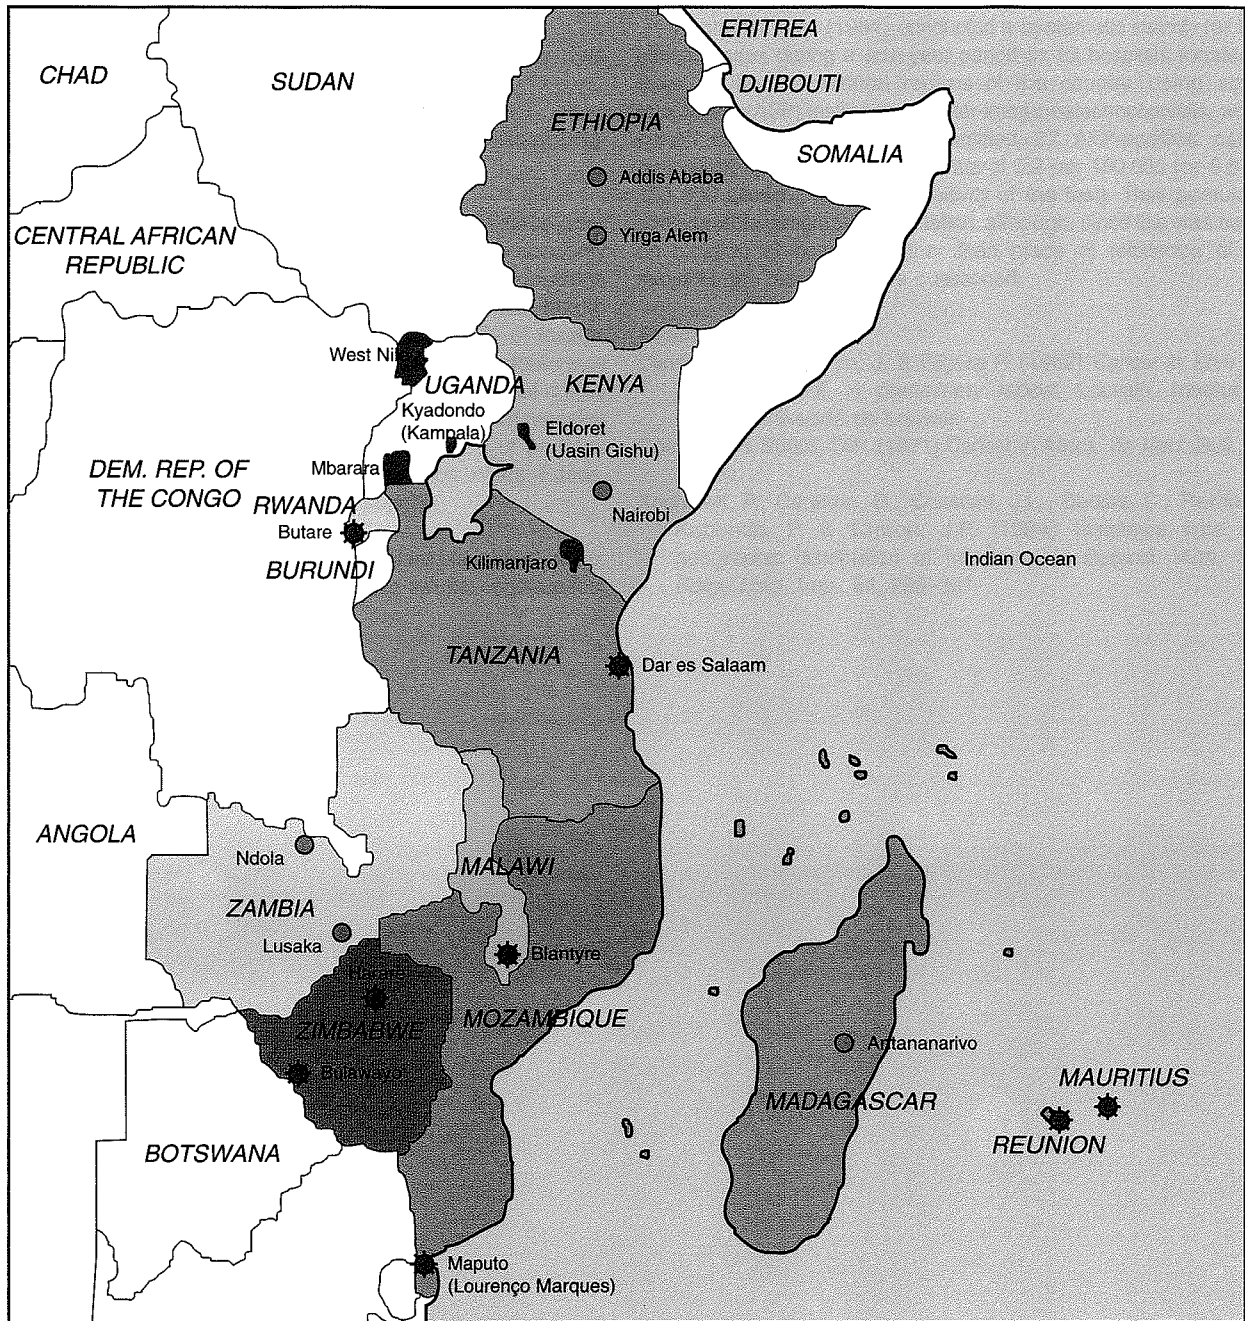 ERITREA
CHAD
SUDAN
DJIBOUTI
ETHIOPIA
SOMALIA
Addis Ababa
Yirga Alem
CENTRAL AFRICAN
REPUBLIC
West Nil
UGANDA
KENYA
Kyadondo
(Kampala)
Eldoret
(Uasin Gishu)
Mbarara
DEM. REP. OF
THE CONGO
RWANDA
Nairobi
Butare
BURUNDI
Kilimanjaro
Indian Ocean
TANZANIA
Dar es Salaam
ANGOLA
Ndola
MALAWI
ZAMBIA
Lusaka
Blantyre
Harare
MOZAMBIQUE
ZIMBABWE
Antananarivo
Bulawayo
MAURITIUS
MADAGASCAR
REUNION
BOTSWANA
Maputo
(Lourenço Marques)